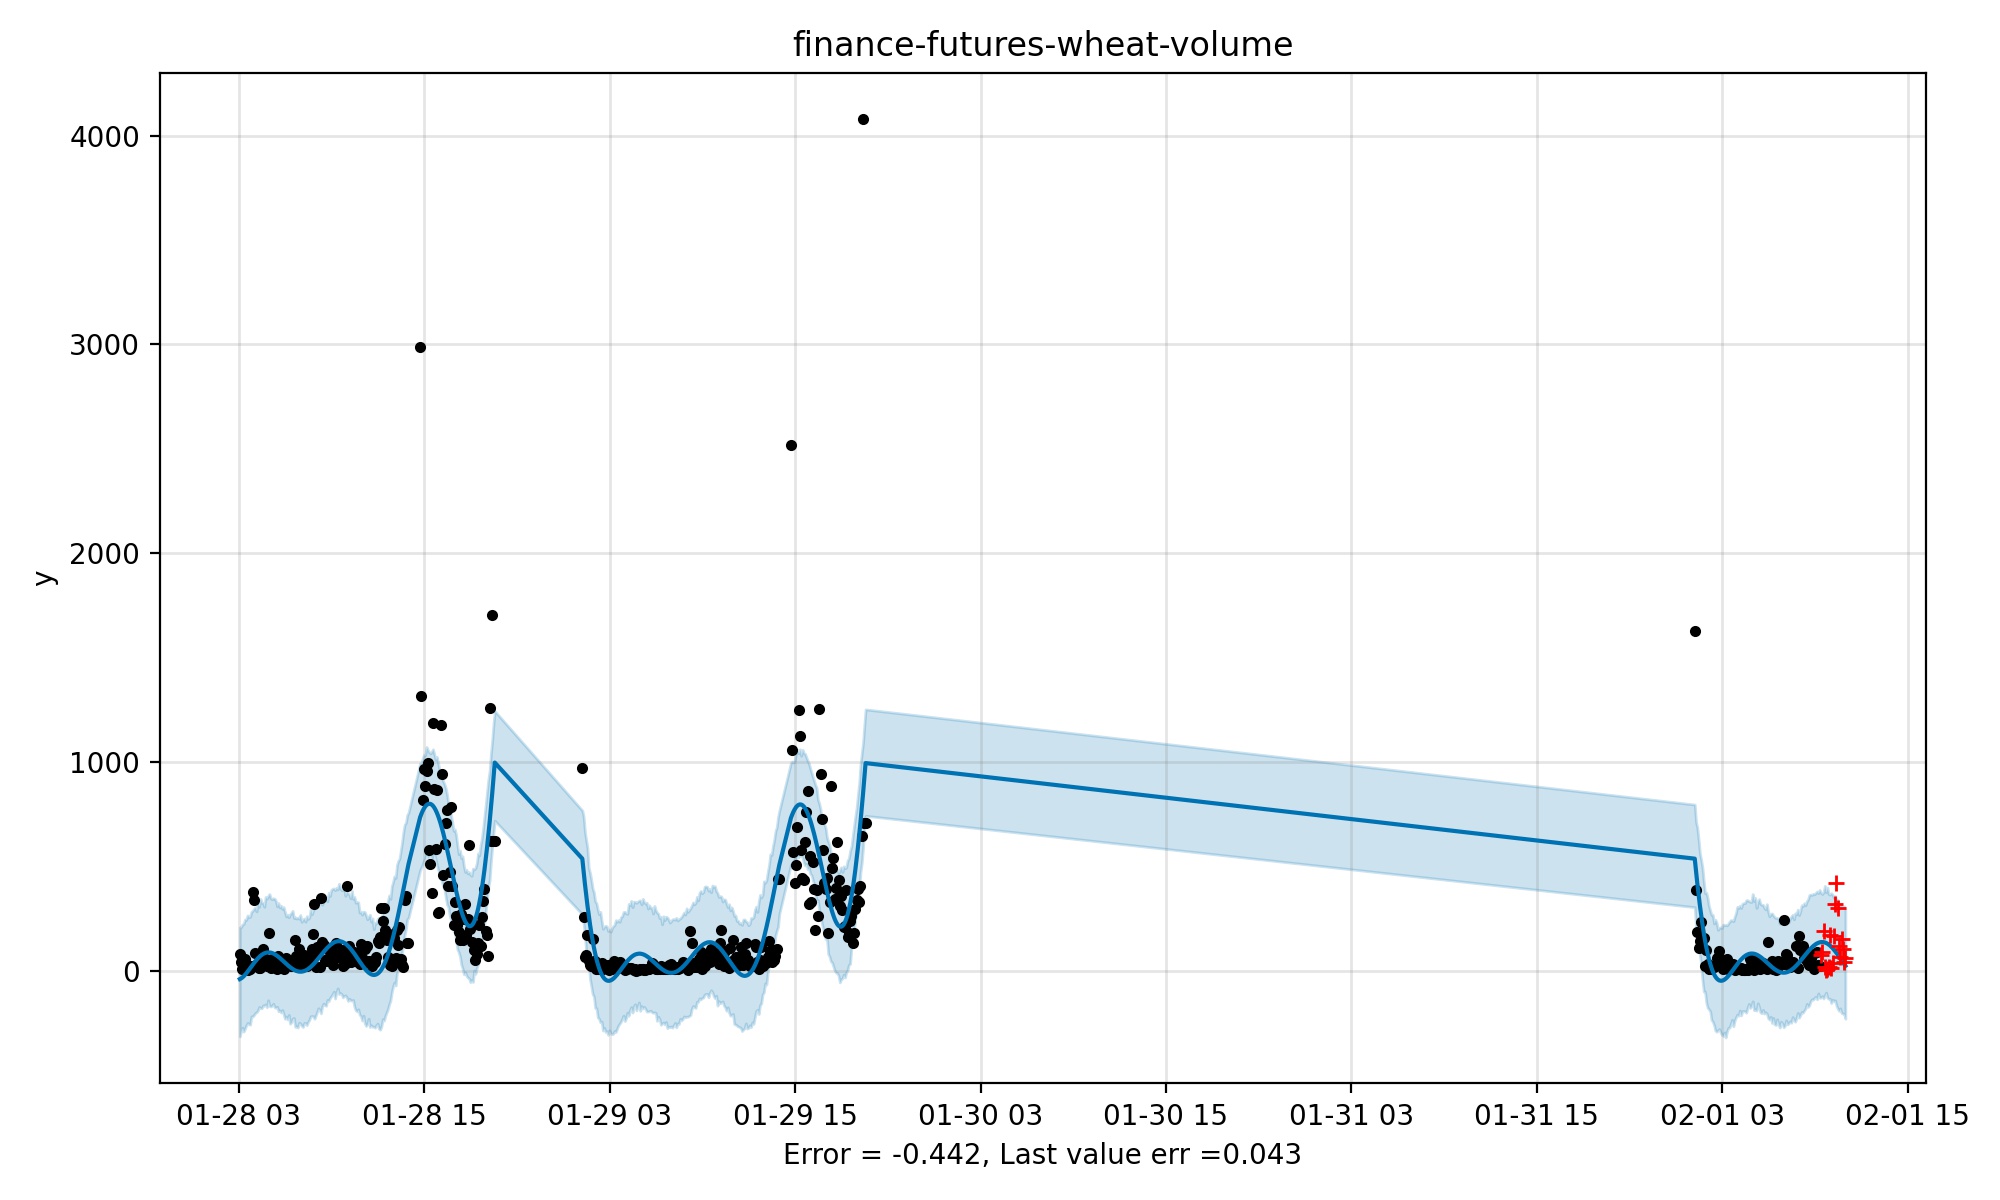 finance-futures-wheat-volume
4000
3000
2000
1000
0
y
01-28 03 01-28 15 01-29 03 01-29 15 01-30 03 01-30 15 01-31 03 01-31 15 02-01 03 02-01 15
Error = -0.442, Last value err =0.043